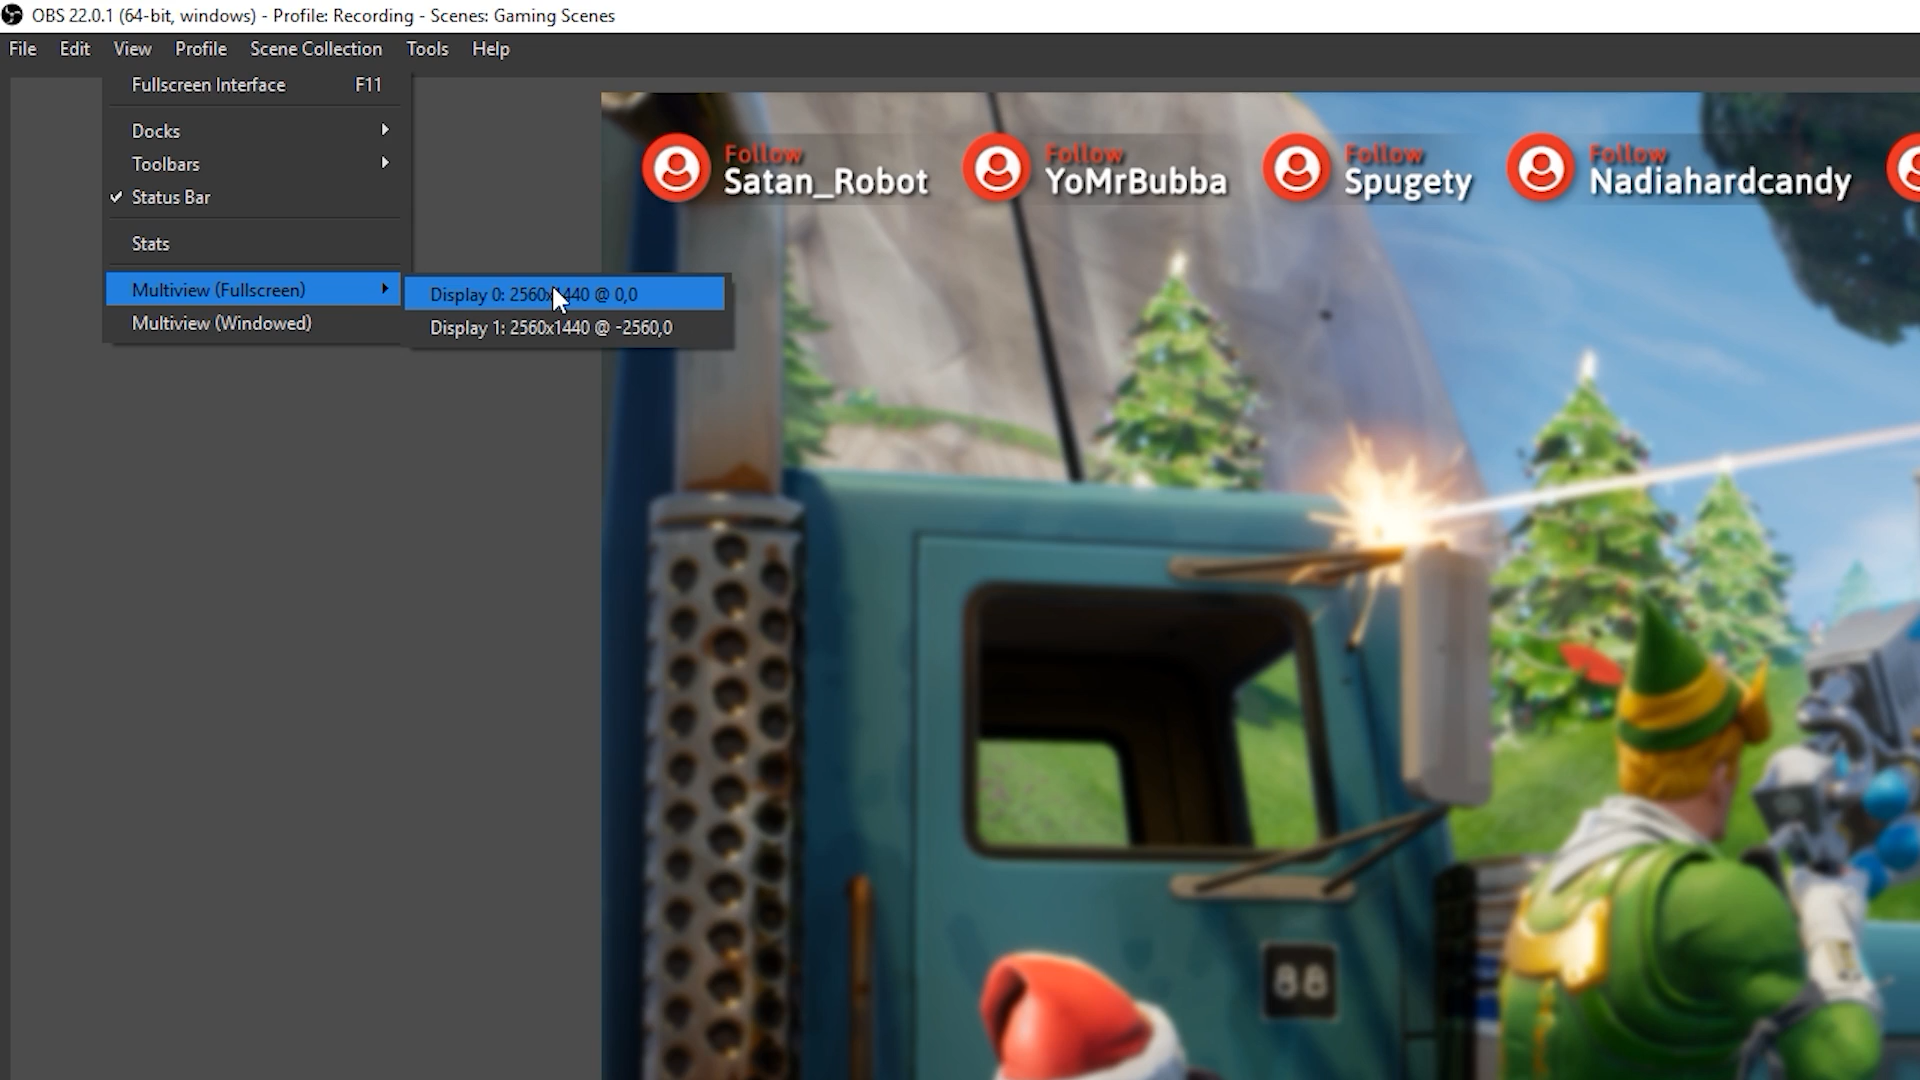 OBS 22.0.1 (64-bit, windows) - Profile: Recording - Scenes: Gaming Scenes
File Edit View Profile Scene Collection Tools Help
Fullscreen Interface F11
Docks
Toolbars
Status Bar
Stats
Multiview (Fullscreen)
Multiview (Windowed)
Display 0: 2560x1440 @ 0,0
Display 1: 2560x1440 @ -2560,0
Follow
Satan_Robot
Follow
YoMrBubba
Follow
Spugety
Follow
Nadiahardcandy
88